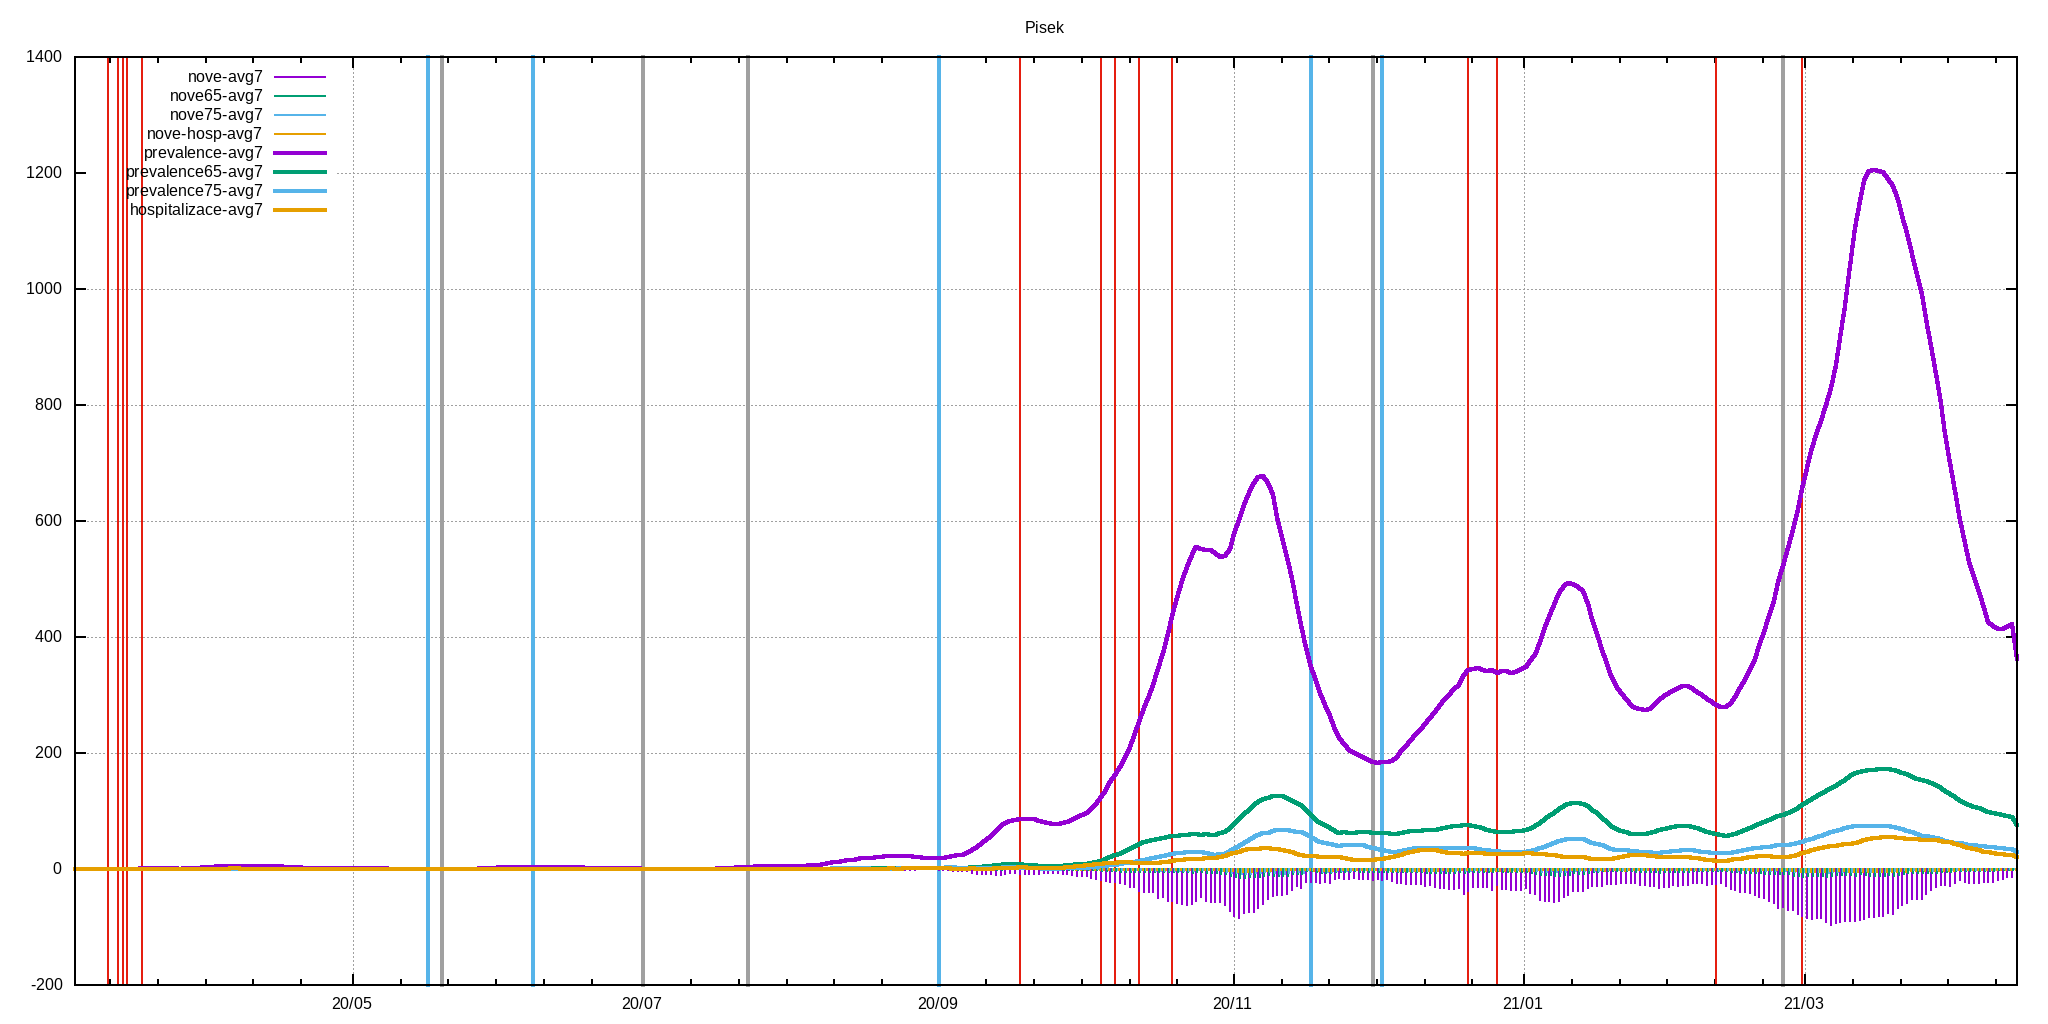 Pisek
1400
1200
1000
800
600
400
200
0
-200
nove-avg7
nove65-avg7
nove75-avg7
nove-hosp-avg7
prevalence-avg7
prevalence65-avg7
prevalence75-avg7
hospitalizace-avg7
20/05 20/07 20/09 20/11 21/01 21/03